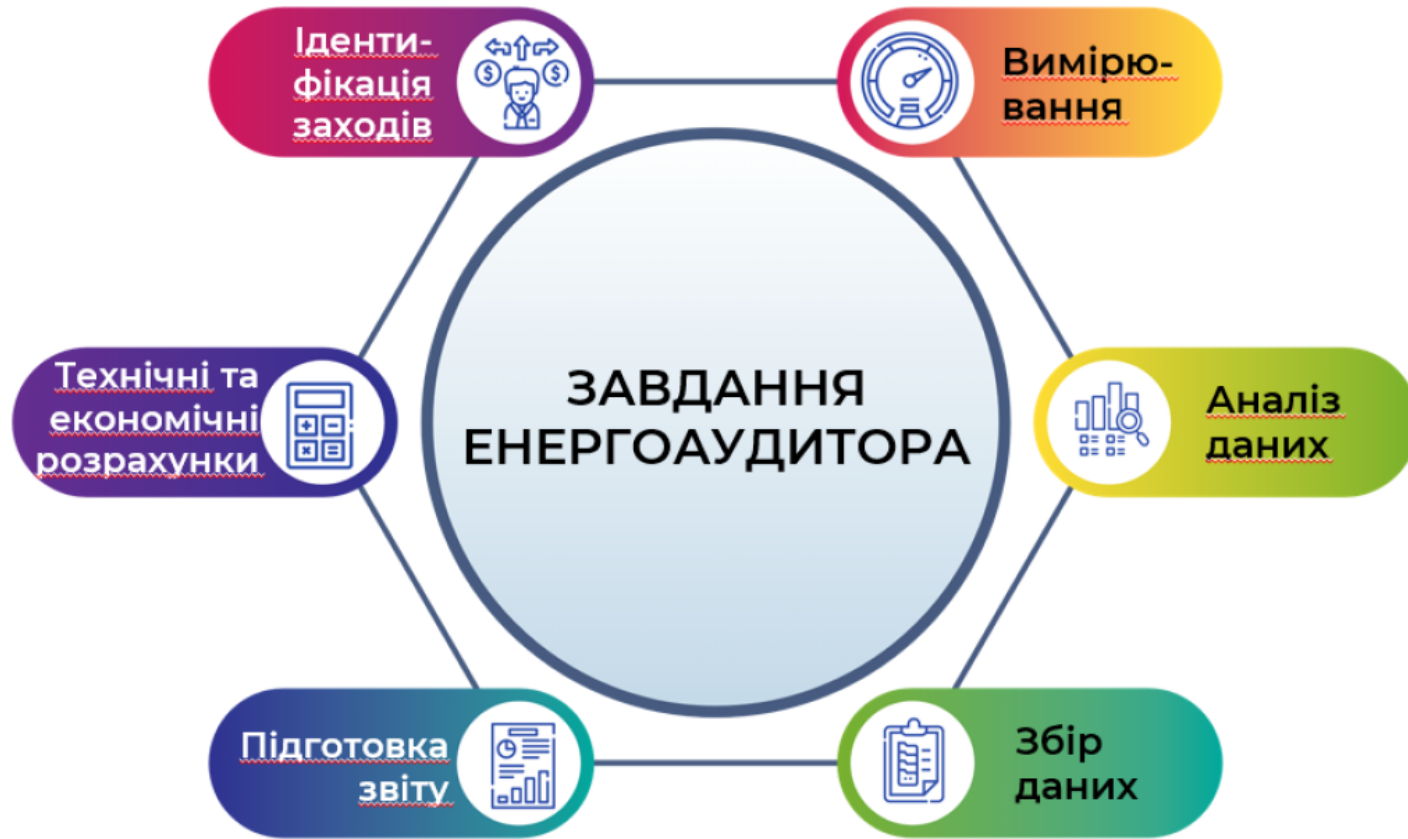 Іденти-
фікація
заходів
Вимірю-
вання
Технічні та
економічні
розрахунки
ЗАВДАННЯ
ЕНЕРГОАУДИТОРА
Аналіз
даних
Підготовка
звіту
Збір
даних